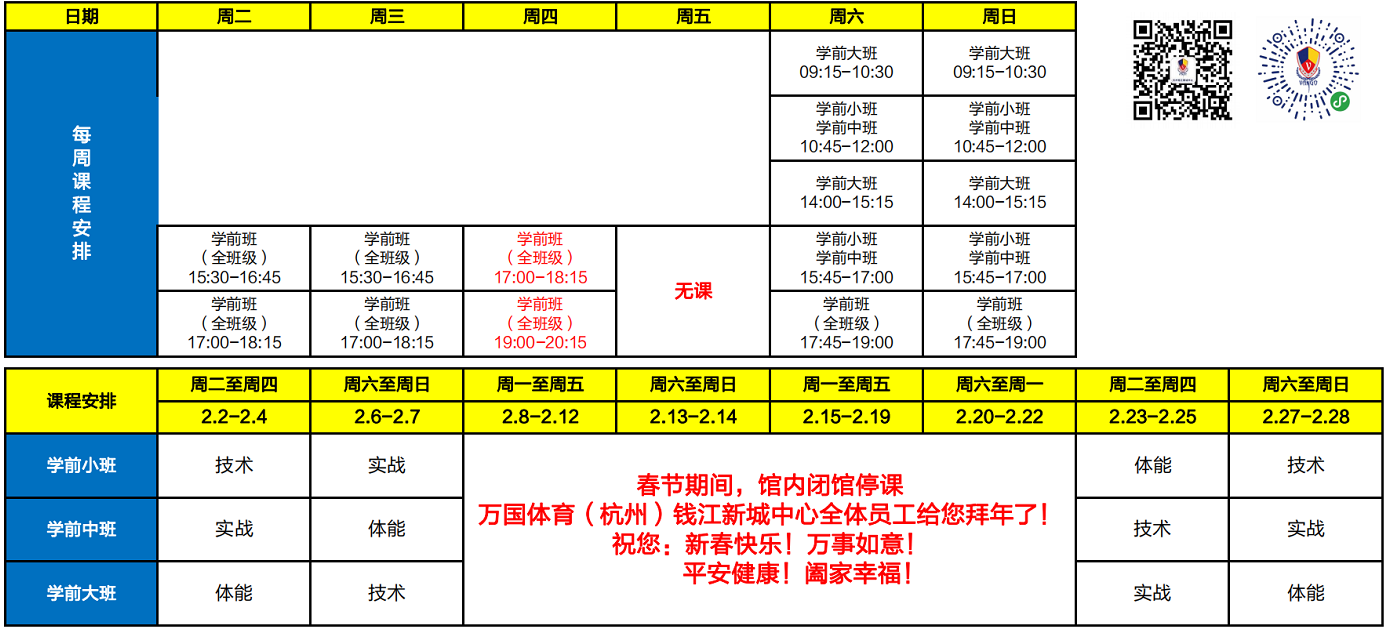 日期 周二 周三 周四 周五 周六 周日
每周课程安排
学前大班 学前大班
09:15-10:30 09:15-10:30
学前小班 学前小班
学前中班 学前中班
10:45-12:00 10:45-12:00
学前大班 学前大班
14:00-15:15 14:00-15:15
学前班 学前班 学前班 学前小班 学前小班
（全班级） （全班级） （全班级） 学前中班 学前中班
15:30-16:45 15:30-16:45 17:00-18:15 15:45-17:00 15:45-17:00
无课
学前班 学前班 学前班 学前班 学前班
（全班级） （全班级） （全班级） （全班级） （全班级）
17:00-18:15 17:00-18:15 19:00-20:15 17:45-19:00 17:45-19:00
课程安排 周二至周四 周六至周日 周一至周五 周六至周日 周一至周五 周六至周一 周二至周四 周六至周日
2.2-2.4 2.6-2.7 2.8-2.12 2.13-2.14 2.15-2.19 2.20-2.22 2.23-2.25 2.27-2.28
学前小班 技术 实战 体能 技术
春节期间，馆内闭馆停课
万国体育（杭州）钱江新城中心全体员工给您拜年了！
学前中班 实战 体能 技术 实战
祝您：新春快乐！万事如意！
平安健康！阖家幸福！
学前大班 体能 技术 实战 体能